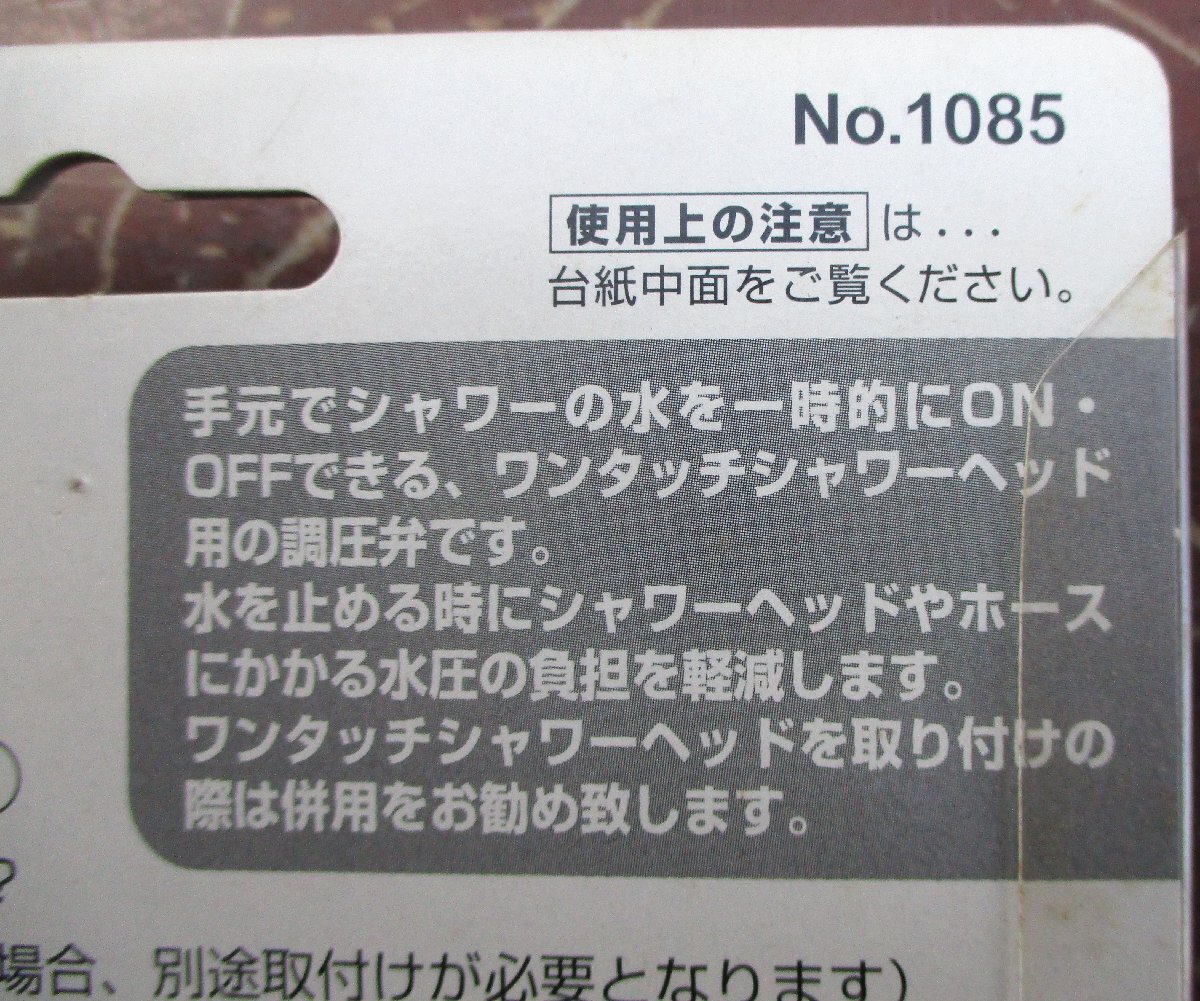 No.1085
使用上の注意 は...
台紙中面をご覧ください。
手元でシャワーの水を一時的にON・
OFFできる、ワンタッチシャワーヘッド
用の調圧弁です。
水を止める時にシャワーヘッドやホース
にかかる水圧の負担を軽減します。
ワンタッチシャワーヘッドを取り付けの
際は併用をお勧め致します。
?
場合、別途取付けが必要となります)